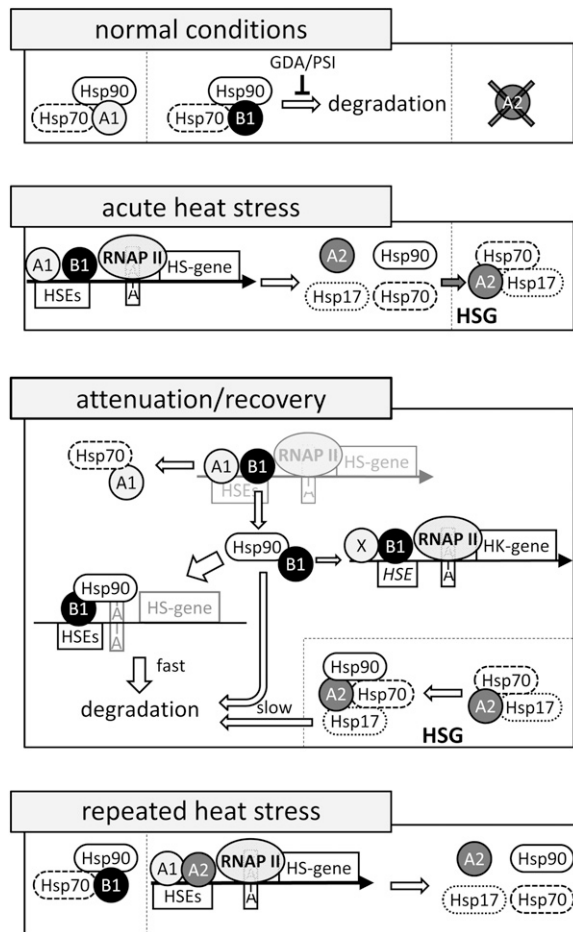 normal conditions
GDA/PSI
Hsp90
Hsp70 A1
Hsp90
Hsp70 B1
degradation
A2
acute heat stress
A1 B1 RNAP II HS-gene
HSEs
A2 Hsp90
Hsp17 Hsp70
Hsp70
A2 Hsp17
HSG
attenuation/recovery
Hsp70
A1
A1 B1 RNAP II HS-gene
HSEs
Hsp90
B1
X B1 RNAP II HK-gene
HSE
Hsp90
B1 HS-gene
HSEs
fast
degradation
slow
Hsp90
A2 Hsp70
Hsp17
Hsp70
A2 Hsp17
HSG
repeated heat stress
Hsp90
Hsp70 B1
A1 A2 RNAP II HS-gene
HSEs
A2 Hsp90
Hsp17 Hsp70